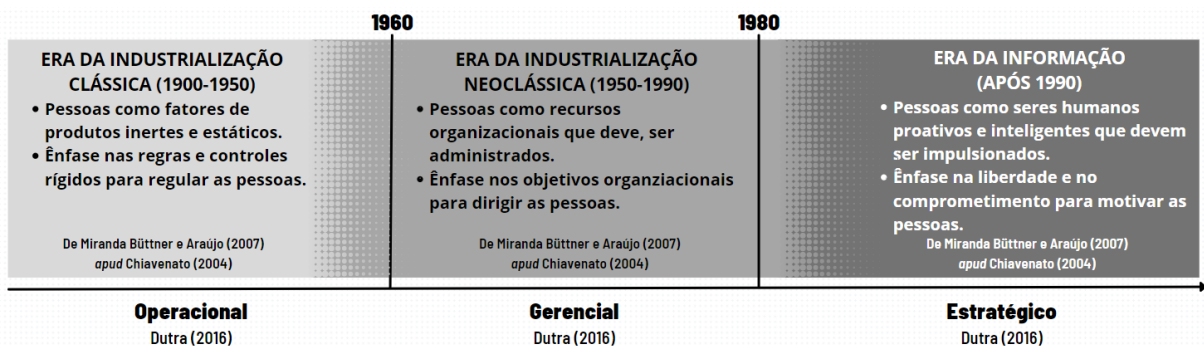 1960
1980
ERA DA INDUSTRIALIZAÇÃO
CLÁSSICA (1900-1950)
• Pessoas como fatores de
produtos inertes e estáticos.
• Ênfase nas regras e controles
rígidos para regular as pessoas.
De Miranda Büttner e Araújo (2007)
apud Chiavenato (2004)
ERA DA INDUSTRIALIZAÇÃO
NEOCLÁSSICA (1950-1990)
• Pessoas como recursos
organizacionais que deve, ser
administrados.
• Ênfase nos objetivos organziacionais
para dirigir as pessoas.
De Miranda Büttner e Araújo (2007)
apud Chiavenato (2004)
ERA DA INFORMAÇÃO
(APÓS 1990)
• Pessoas como seres humanos
proativos e inteligentes que devem
ser impulsionados.
• Ênfase na liberdade e no
comprometimento para motivar as
pessoas.
De Miranda Büttner e Araújo (2007)
apud Chiavenato (2004)
Operacional
Dutra (2016)
Gerencial
Dutra (2016)
Estratégico
Dutra (2016)